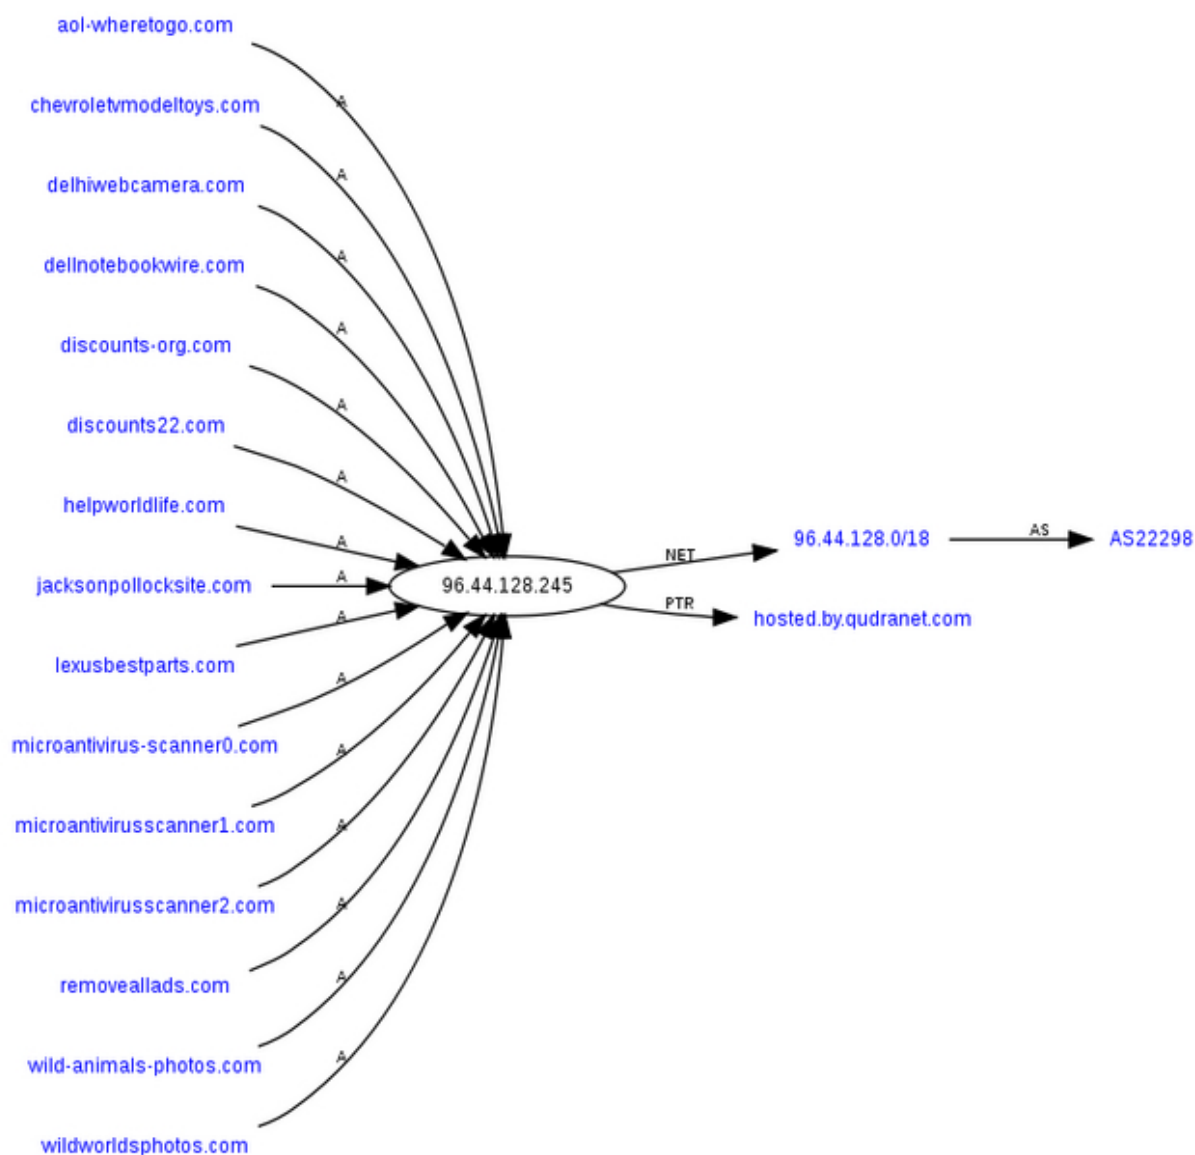 aol-wheretogo.com
A
chevroletvmodeltoys.com
A
delhiwebcamera.com
A
dellnotebookwire.com
A
discounts-org.com
A
discounts22.com
A
helpworldlife.com
A
jacksonpollocksite.com
A
lexusbestparts.com
A
microantivirus-scanner0.com
A
microantivirusscanner1.com
A
microantivirusscanner2.com
A
removeallads.com
A
wild-animals-photos.com
A
wildworldsphotos.com
A
96.44.128.245
NET
96.44.128.0/18
AS
AS22298
PTR
hosted.by.qudranet.com